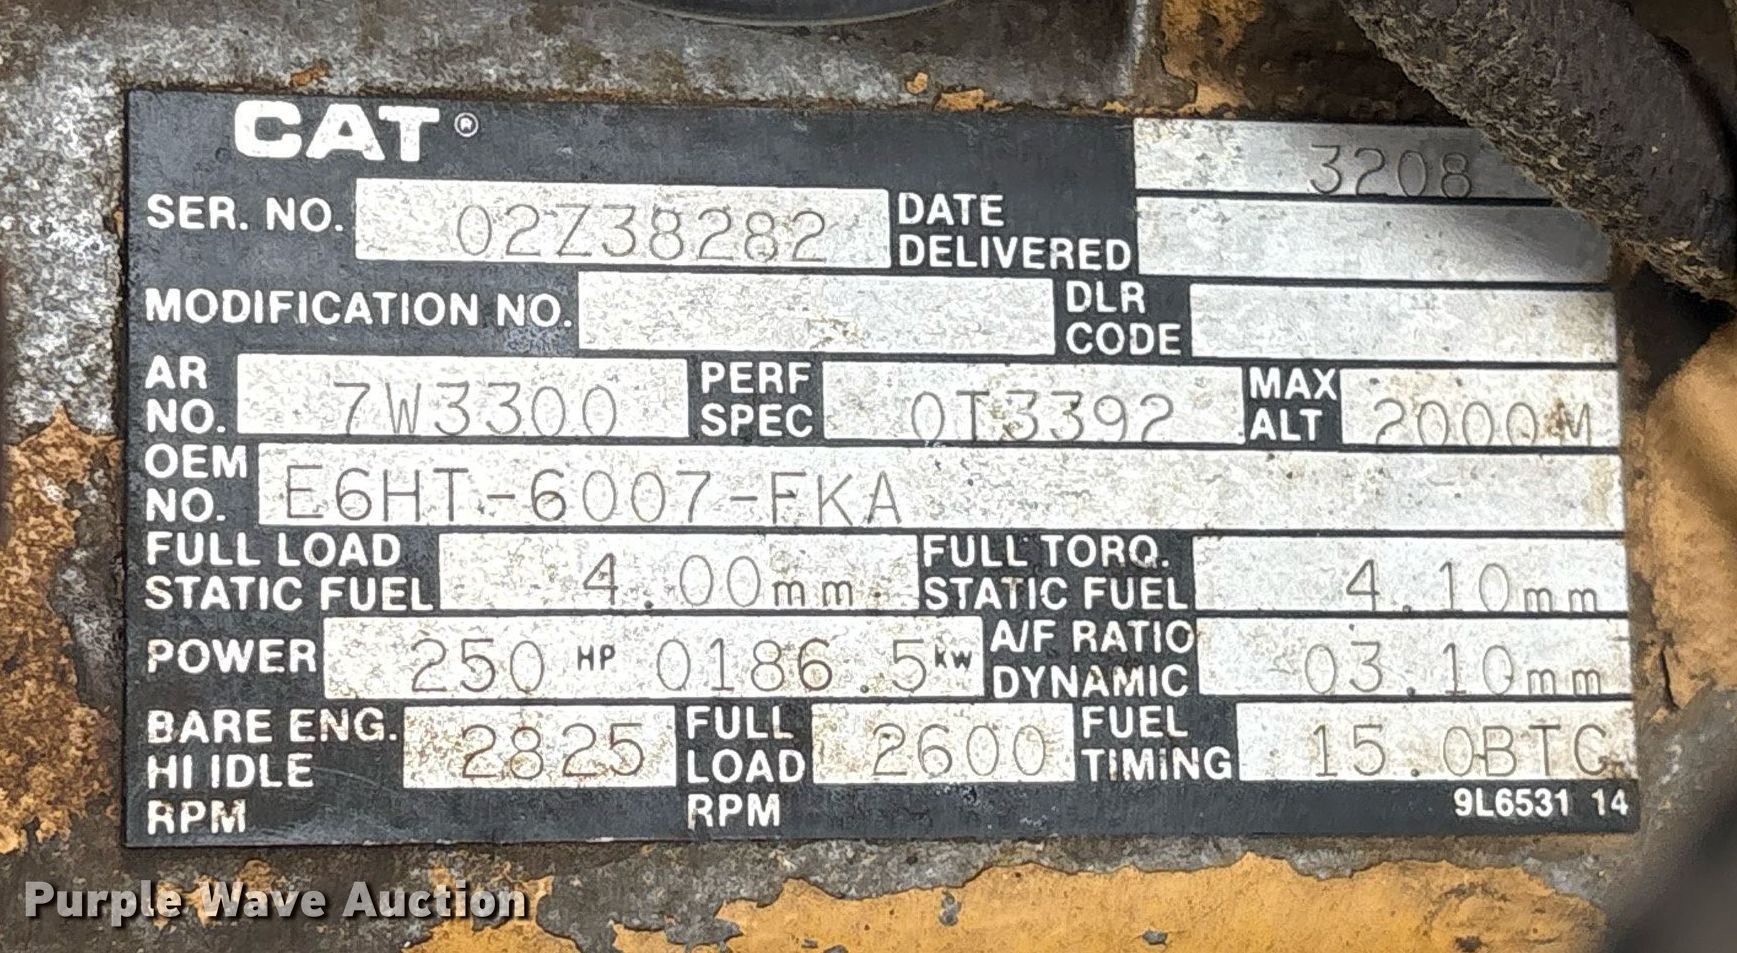 CAT® 3208
SER. NO. 02Z38282 DATE DELIVERED
MODIFICATION NO. DLR CODE
AR NO. 7W3300 PERF SPEC 0T3392 MAX ALT 2000M
OEM NO. E6HT-6007-FKA
FULL LOAD STATIC FUEL 4.00mm FULL TORQ. STATIC FUEL 4.10mm
POWER 250 HP 0186.5 KW A/F RATIO DYNAMIC -03.10mm
BARE ENG. HI IDLE RPM 2825 FULL LOAD RPM 2600 FUEL TIMING 15.0BTC
9L6531 14
Purple Wave Auction